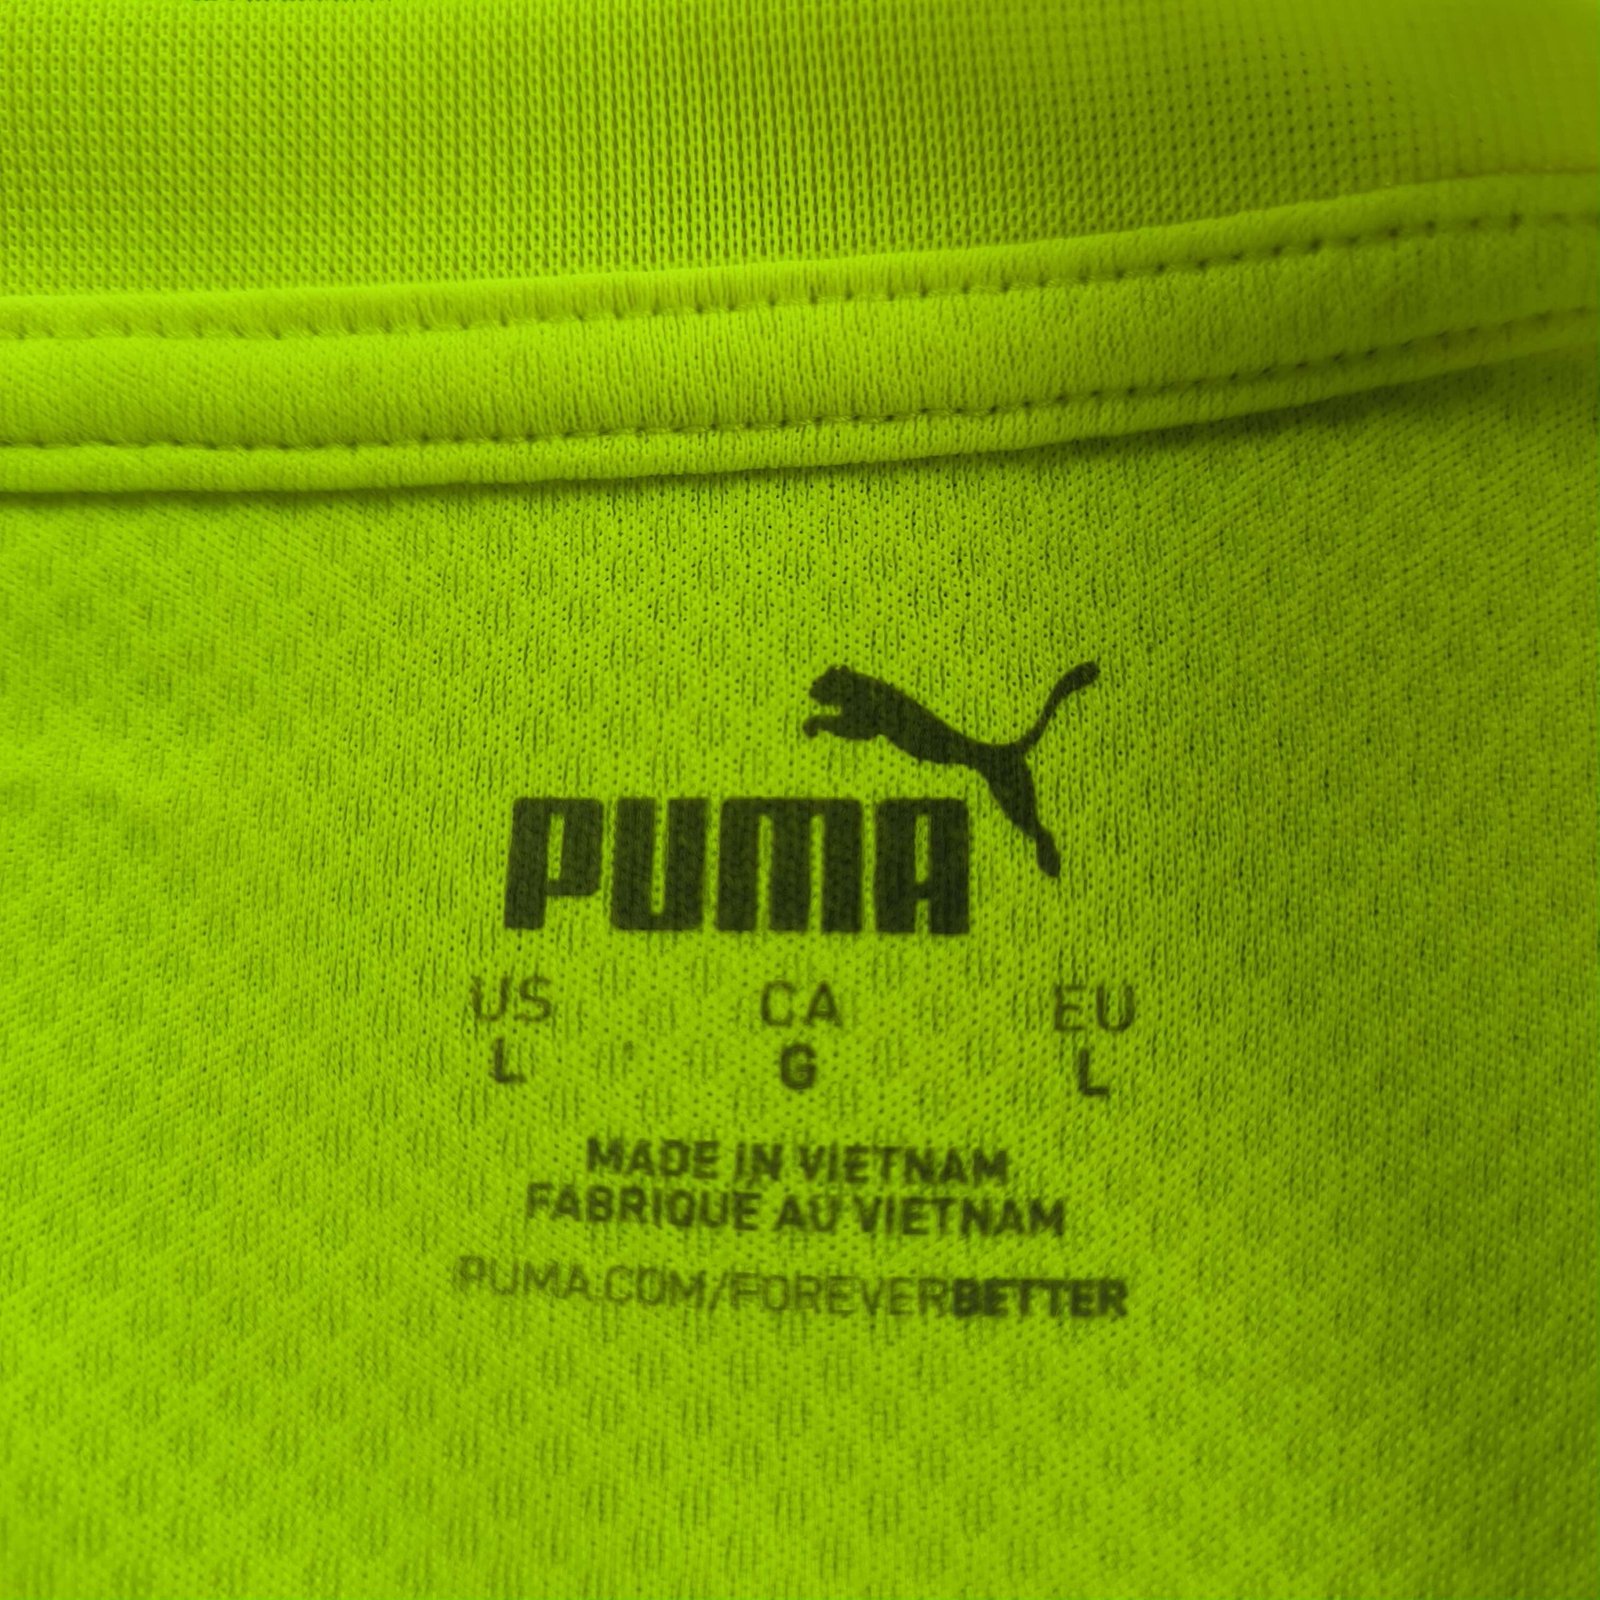 PUMA
US CA EU
L G L
MADE IN VIETNAM
FABRIQUE AU VIETNAM
PUMA.COM/FOREVERBETTER